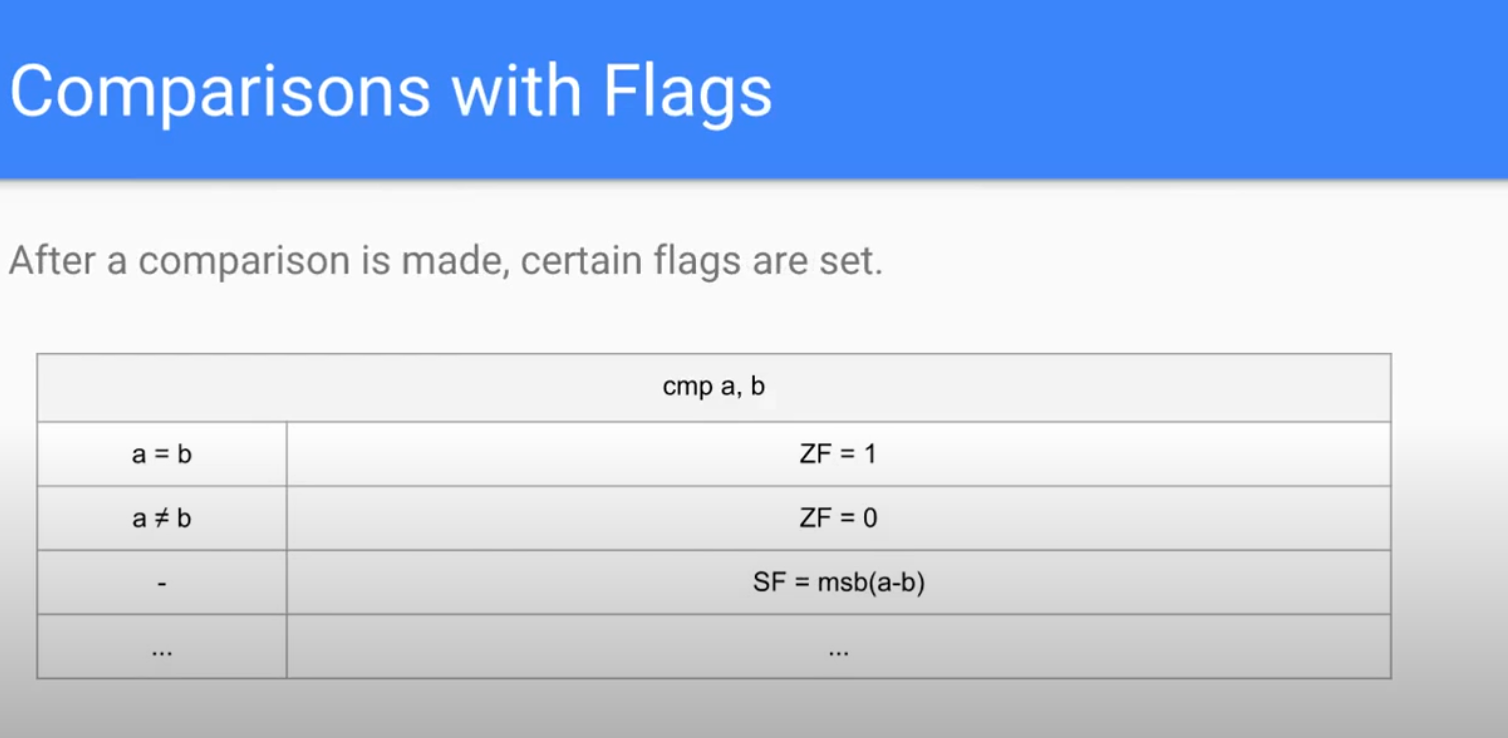 Comparisons with Flags
After a comparison is made, certain flags are set.
cmp a, b
a = b ZF = 1
a ≠ b ZF = 0
- SF = msb(a-b)
... ...